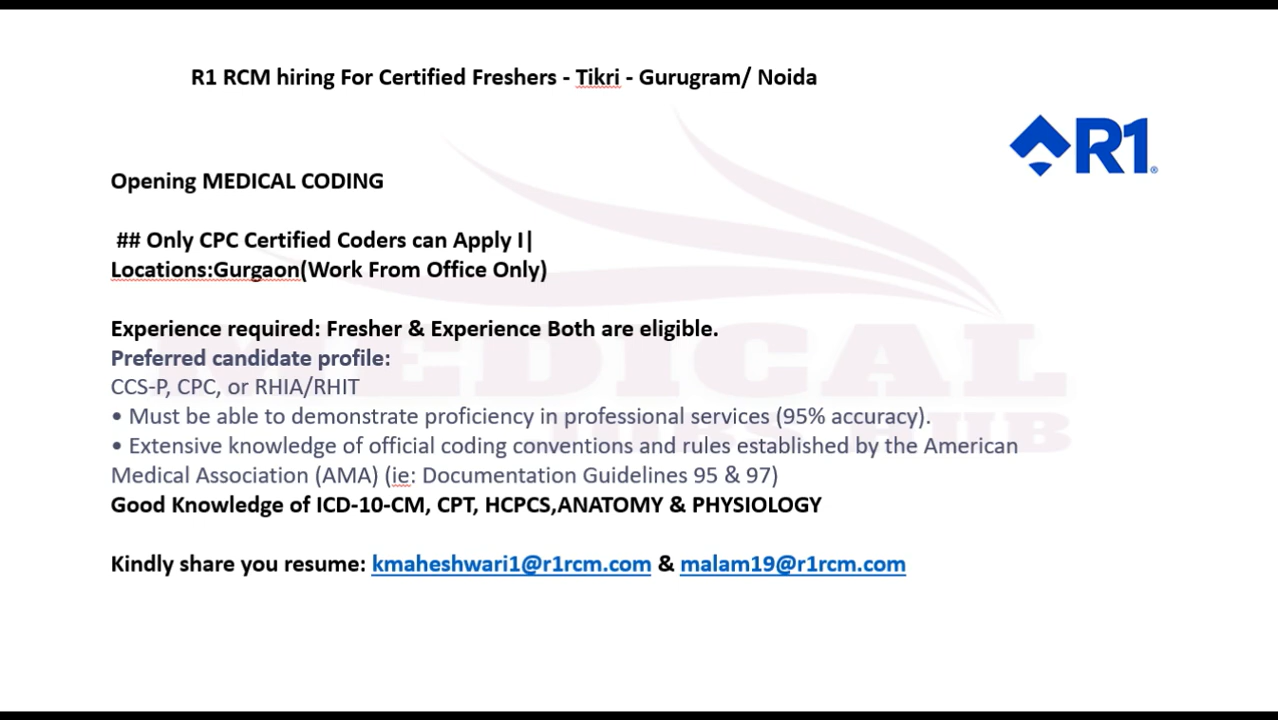 R1 RCM hiring For Certified Freshers - Tikri - Gurugram/ Noida
R1
Opening MEDICAL CODING
## Only CPC Certified Coders can Apply I|
Locations:Gurgaon(Work From Office Only)
Experience required: Fresher & Experience Both are eligible.
Preferred candidate profile:
CCS-P, CPC, or RHIA/RHIT
• Must be able to demonstrate proficiency in professional services (95% accuracy).
• Extensive knowledge of official coding conventions and rules established by the American
Medical Association (AMA) (ie: Documentation Guidelines 95 & 97)
Good Knowledge of ICD-10-CM, CPT, HCPCS,ANATOMY & PHYSIOLOGY
Kindly share you resume: kmaheshwari1@r1rcm.com & malam19@r1rcm.com
MEDICAL
JOBS HUB